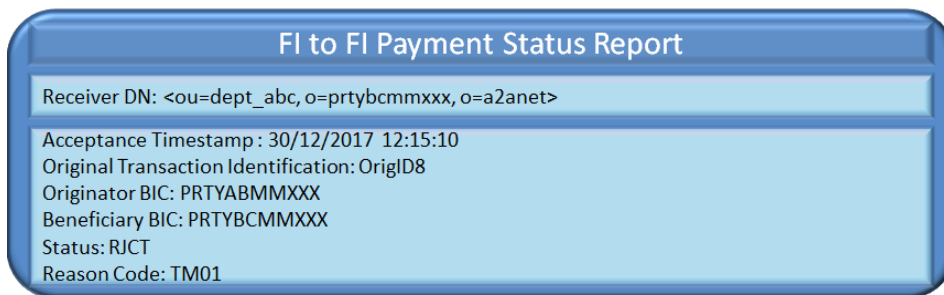 FI to FI Payment Status Report
Receiver DN: <ou=dept_abc, o=prtybcmmxxx, o=a2anet>
Acceptance Timestamp : 30/12/2017 12:15:10
Original Transaction Identification: OrigID8
Originator BIC: PRTYABMMXXX
Beneficiary BIC: PRTYBCMMXXX
Status: RJCT
Reason Code: TM01